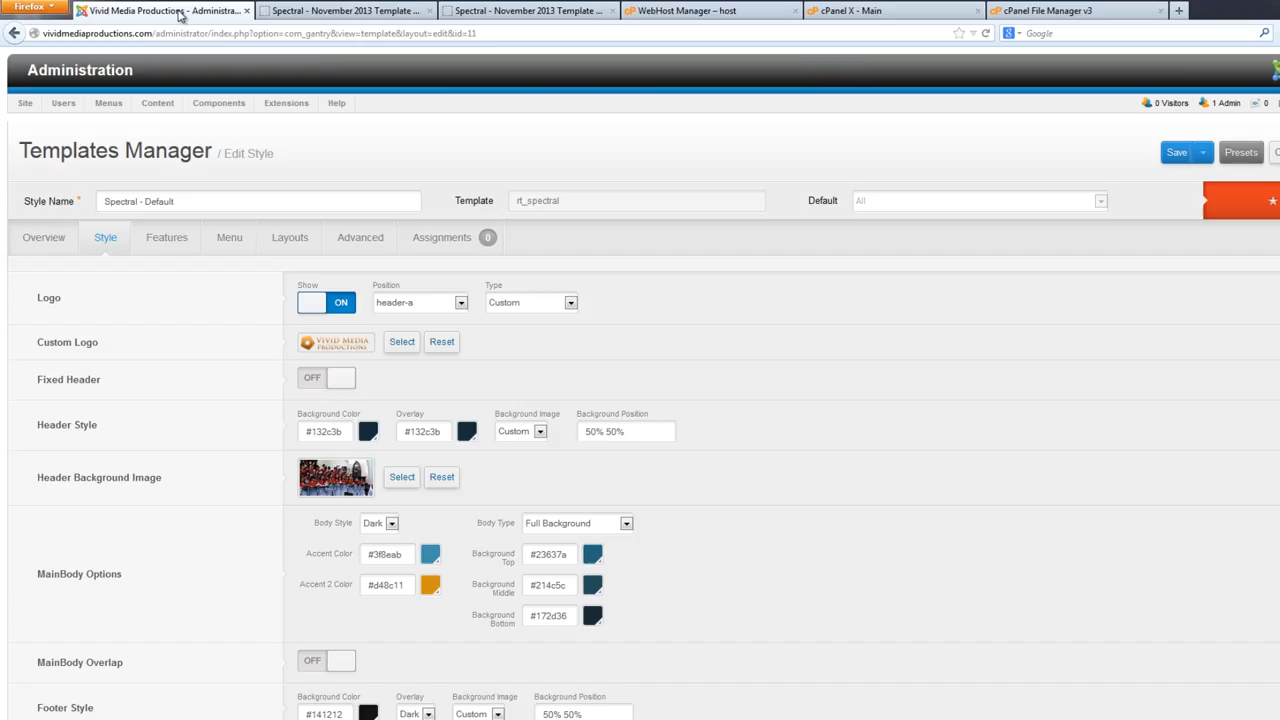 Firefox
Vivid Media Productions - Administra...
Spectral - November 2013 Template ...
Spectral - November 2013 Template ...
WebHost Manager – host
cPanel X - Main
cPanel File Manager v3
vividmediaproductions.com/administrator/index.php?option=com_gantry&view=template&layout=edit&id=11
Google
Administration
Site Users Menus Content Components Extensions Help
0 Visitors 1 Admin 0
Templates Manager / Edit Style
Save Presets
Style Name * Spectral - Default Template rt_spectral Default All
Overview Style Features Menu Layouts Advanced Assignments 0
Show Position Type
Logo ON header-a Custom
Custom Logo VIVID MEDIA PRODUCTIONS Select Reset
Fixed Header OFF
Background Color Overlay Background Image Background Position
Header Style #132c3b #132c3b Custom 50% 50%
Header Background Image Select Reset
Body Style Dark Body Type Full Background
Accent Color #3f8eab Background Top #23637a
MainBody Options
Accent 2 Color #d48c11 Background Middle #214c5c
Background Bottom #172d36
MainBody Overlap OFF
Background Color Overlay Background Image Background Position
Footer Style #141212 Dark Custom 50% 50%